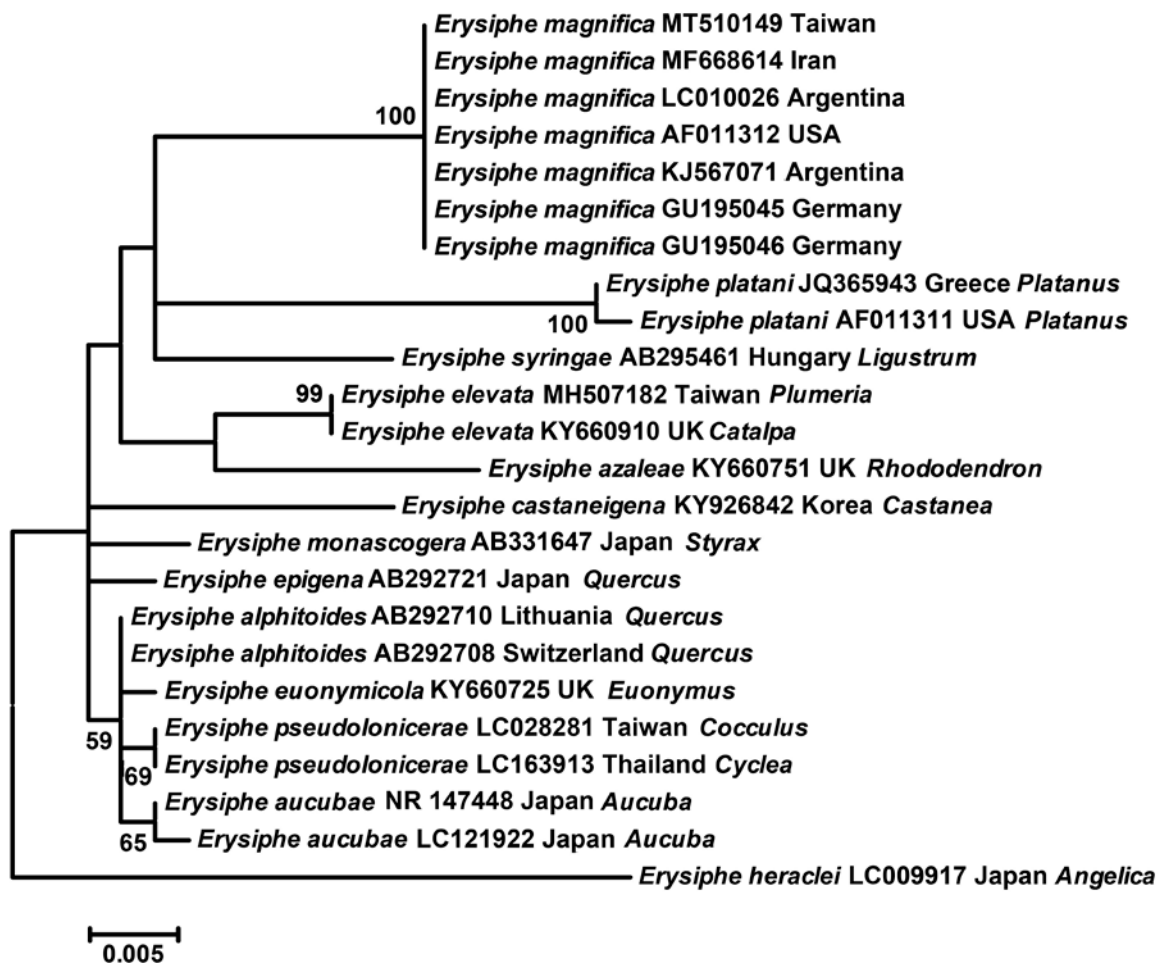 Erysiphe magnifica MT510149 Taiwan
Erysiphe magnifica MF668614 Iran
Erysiphe magnifica LC010026 Argentina
100
Erysiphe magnifica AF011312 USA
Erysiphe magnifica KJ567071 Argentina
Erysiphe magnifica GU195045 Germany
Erysiphe magnifica GU195046 Germany
Erysiphe platani JQ365943 Greece Platanus
100
Erysiphe platani AF011311 USA Platanus
Erysiphe syringae AB295461 Hungary Ligustrum
99
Erysiphe elevata MH507182 Taiwan Plumeria
Erysiphe elevata KY660910 UK Catalpa
Erysiphe azaleae KY660751 UK Rhododendron
Erysiphe castaneigena KY926842 Korea Castanea
Erysiphe monascogera AB331647 Japan Styrax
Erysiphe epigena AB292721 Japan Quercus
Erysiphe alphitoides AB292710 Lithuania Quercus
Erysiphe alphitoides AB292708 Switzerland Quercus
Erysiphe euonymicola KY660725 UK Euonymus
Erysiphe pseudolonicerae LC028281 Taiwan Cocculus
59
Erysiphe pseudolonicerae LC163913 Thailand Cyclea
69
Erysiphe aucubae NR 147448 Japan Aucuba
65
Erysiphe aucubae LC121922 Japan Aucuba
Erysiphe heraclei LC009917 Japan Angelica
0.005